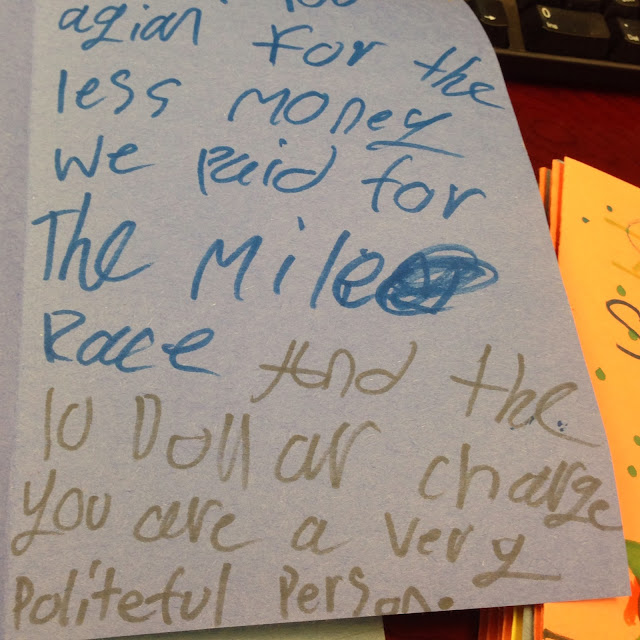 agian for the
less money
we paid for
The Mile
Race And the
10 Dollar charge
you are a very
politeful person.